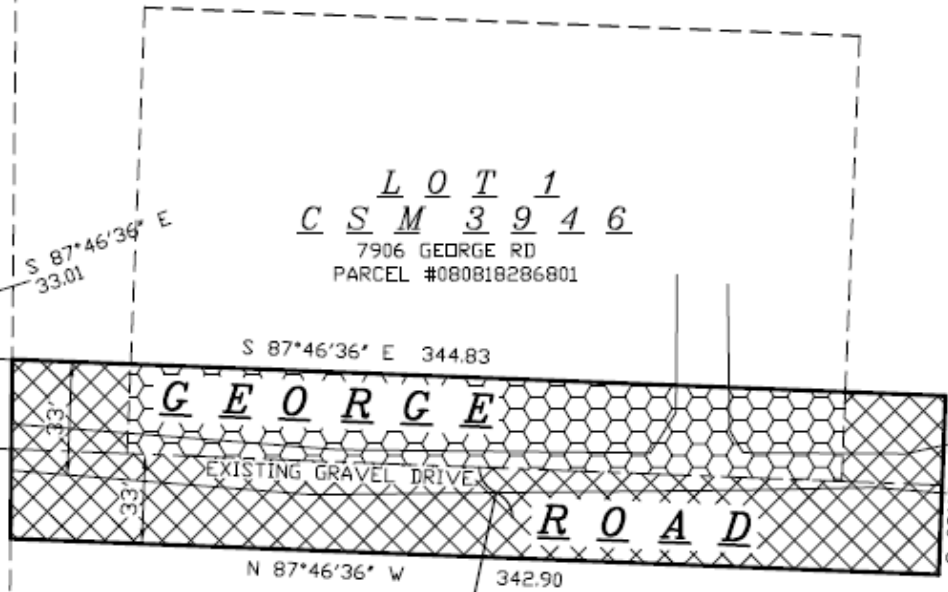 LOT 1
CSM 3946
7906 GEORGE RD
PARCEL #080818286801
S 87°46'36" E
33.01
S 87°46'36" E 344.83
GEORGE
33'
EXISTING GRAVEL DRIVE
33'
ROAD
N 87°46'36" W 342.90